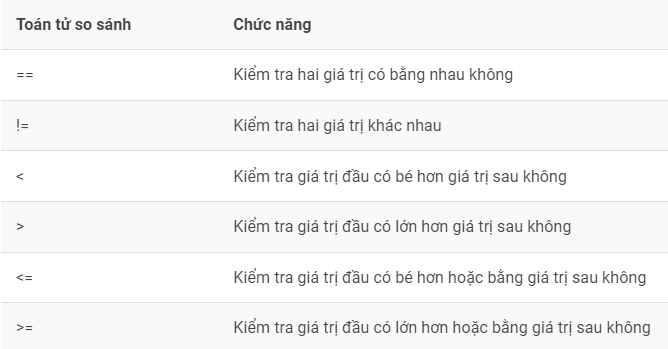 Toán tử so sánh Chức năng
== Kiểm tra hai giá trị có bằng nhau không
!= Kiểm tra hai giá trị khác nhau
< Kiểm tra giá trị đầu có bé hơn giá trị sau không
> Kiểm tra giá trị đầu có lớn hơn giá trị sau không
<= Kiểm tra giá trị đầu có bé hơn hoặc bằng giá trị sau không
>= Kiểm tra giá trị đầu có lớn hơn hoặc bằng giá trị sau không